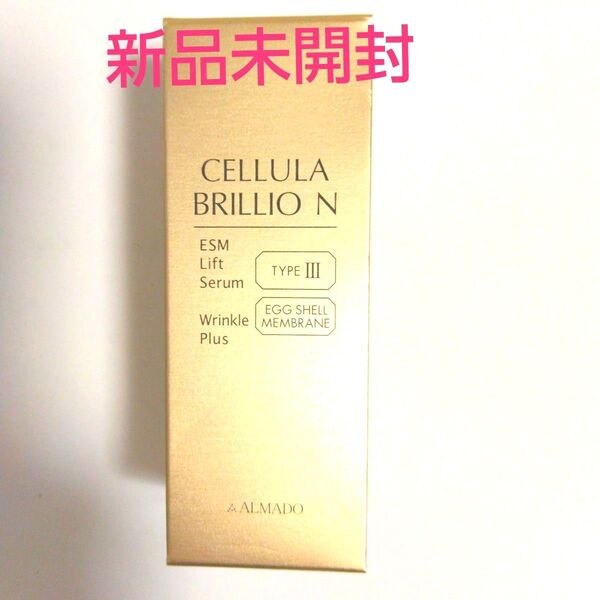 新品未開封
CELLULA
BRILLIO N
ESM
Lift
Serum
TYPE III
Wrinkle
Plus
EGG SHELL
MEMBRANE
ALMADO